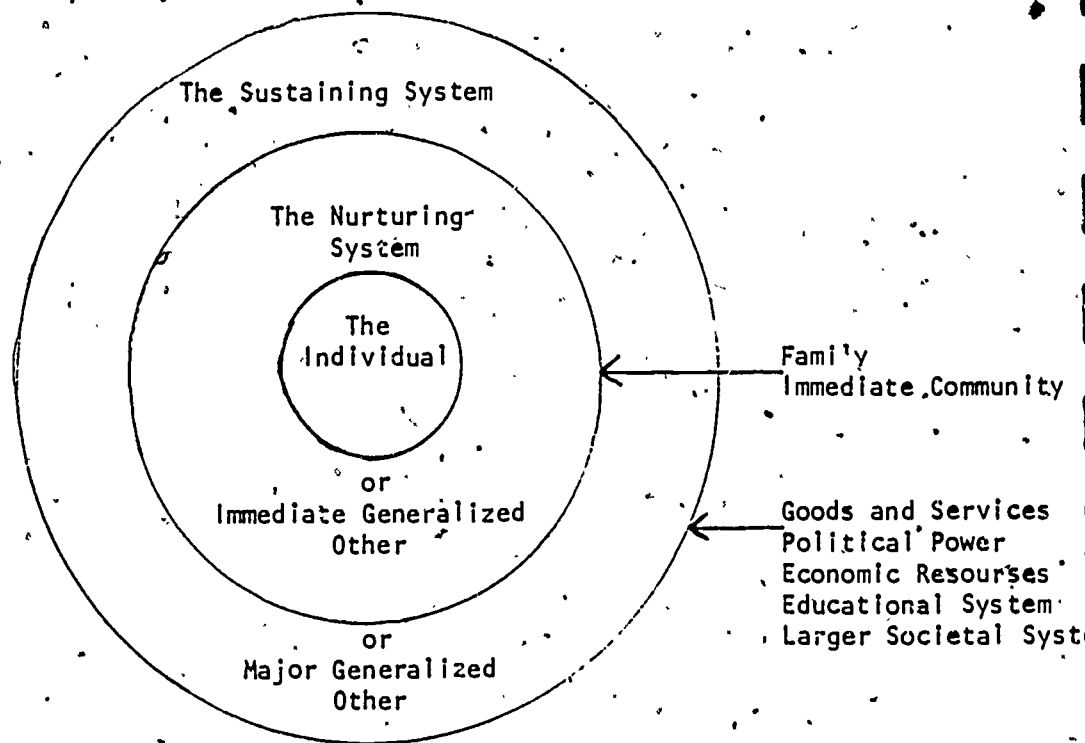 The Sustaining System
The Nurturing
System
The
Individual
Family
Immediate Community
or
Immediate Generalized
Other
Goods and Services
Political Power
Economic Resourses
Educational System
Larger Societal Syst
or
Major Generalized
Other